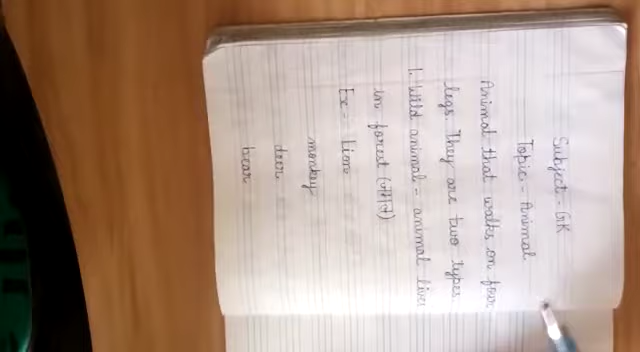 Subject - GK
Topic - Animal
Animal that walks on four
legs. They are two types.
1. Wild animal - animal lives
in forest (जंगल)
Ex - Lion
monkey
deer
bear